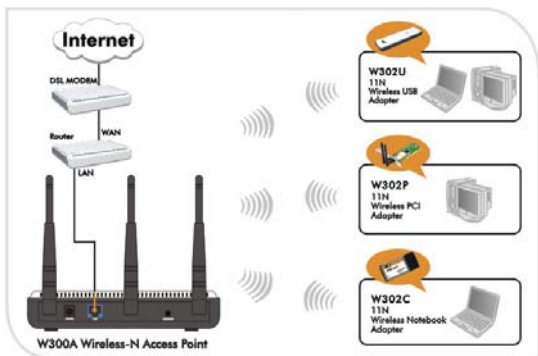 Internet
DSL MODEM
WAN
Router
LAN
W300A Wireless-N Access Point
W302U
11N
Wireless USB
Adapter
W302P
11N
Wireless PCI
Adapter
W302C
11N
Wireless Notebook
Adapter